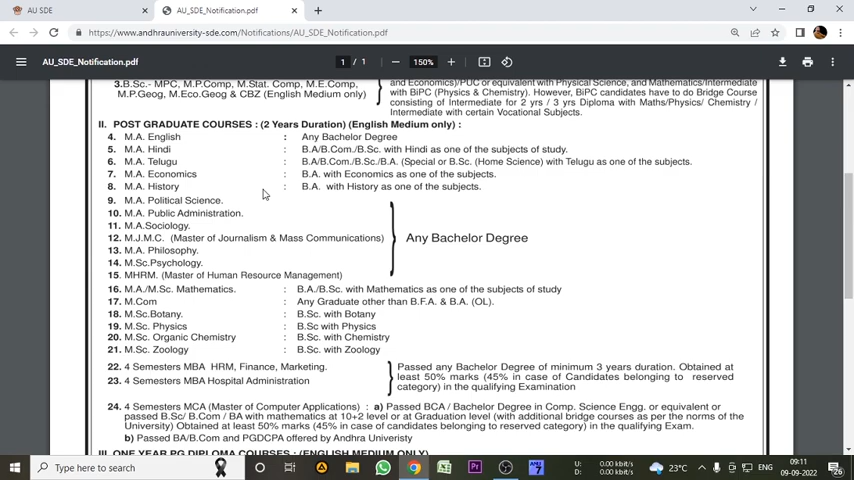 AU SDE
AU_SDE_Notification.pdf
https://www.andhrauniversity-sde.com/Notifications/AU_SDE_Notification.pdf
AU_SDE_Notification.pdf
1 / 1
150%
3.B.Sc.- MPC, M.P.Comp, M.Stat. Comp, M.E.Comp,
M.P.Geog, M.Eco.Geog & CBZ (English Medium only)
and Economics)/PUC or equivalent with Physical Science, and Mathematics/Intermediate
with BiPC (Physics & Chemistry). However, BiPC candidates have to do Bridge Course
consisting of Intermediate for 2 yrs / 3 yrs Diploma with Maths/Physics/ Chemistry /
Intermediate with certain Vocational Subjects.
II. POST GRADUATE COURSES : (2 Years Duration) (English Medium only) :
4. M.A. English : Any Bachelor Degree
5. M.A. Hindi : B.A/B.Com./B.Sc. with Hindi as one of the subjects of study.
6. M.A. Telugu : B.A/B.Com./B.Sc./B.A. (Special or B.Sc. (Home Science) with Telugu as one of the subjects.
7. M.A. Economics : B.A. with Economics as one of the subjects.
8. M.A. History : B.A. with History as one of the subjects.
9. M.A. Political Science.
10. M.A. Public Administration.
11. M.A.Sociology.
12. M.J.M.C. (Master of Journalism & Mass Communications)
Any Bachelor Degree
13. M.A. Philosophy.
14. M.Sc.Psychology.
15. MHRM. (Master of Human Resource Management)
16. M.A./M.Sc. Mathematics. : B.A./B.Sc. with Mathematics as one of the subjects of study
17. M.Com : Any Graduate other than B.F.A. & B.A. (OL).
18. M.Sc.Botany. : B.Sc. with Botany
19. M.Sc. Physics : B.Sc with Physics
20. M.Sc. Organic Chemistry : B.Sc. with Chemistry
21. M.Sc. Zoology : B.Sc. with Zoology
22. 4 Semesters MBA HRM, Finance, Marketing.
23. 4 Semesters MBA Hospital Administration
Passed any Bachelor Degree of minimum 3 years duration. Obtained at
least 50% marks (45% in case of Candidates belonging to reserved
category) in the qualifying Examination
24. 4 Semesters MCA (Master of Computer Applications) : a) Passed BCA / Bachelor Degree in Comp. Science Engg. or equivalent or
passed B.Sc/ B.Com / BA with mathematics at 10+2 level or at Graduation level (with additional bridge courses as per the norms of the
University) Obtained at least 50% marks (45% in case of candidates belonging to reserved category) in the qualifying Exam.
b) Passed BA/B.Com and PGDCPA offered by Andhra Univeristy
III. ONE YEAR PG DIPLOMA COURSES : (ENGLISH MEDIUM ONLY)
Type here to search
U: 0.00 kbit/s
D: 0.00 kbit/s
23°C
ENG
09:11
09-09-2022
26